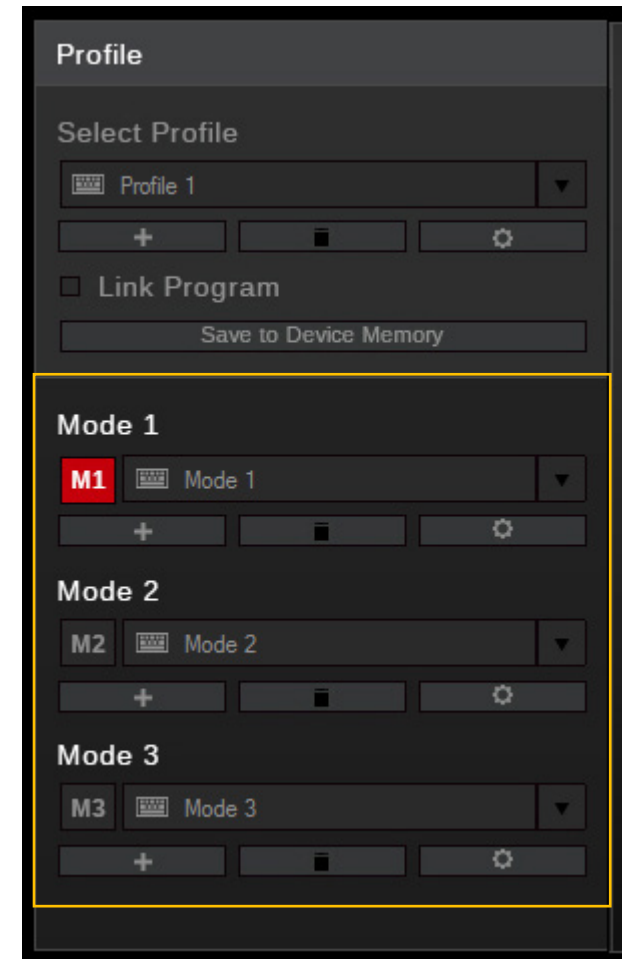 Profile
Select Profile
Profile 1
Link Program
Save to Device Memory
Mode 1
M1 Mode 1
Mode 2
M2 Mode 2
Mode 3
M3 Mode 3